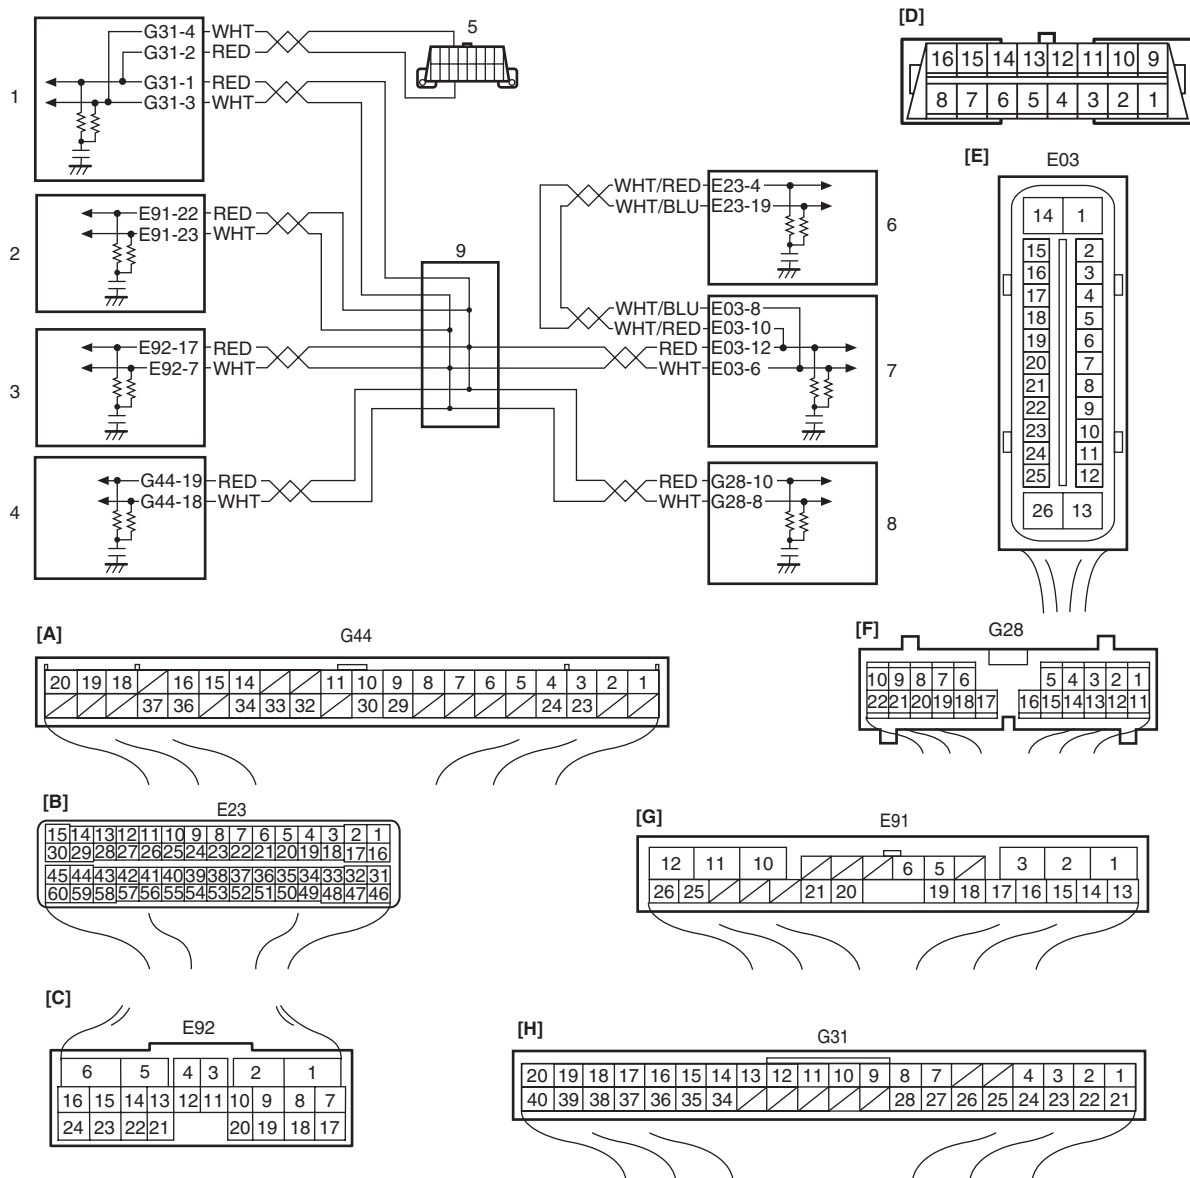 1
G31-4 WHT
G31-2 RED
G31-1 RED
G31-3 WHT
5
2
E91-22 RED
E91-23 WHT
3
E92-17 RED
E92-7 WHT
4
G44-19 RED
G44-18 WHT
9
WHT/RED E23-4
WHT/BLU E23-19
6
WHT/BLU E03-8
WHT/RED E03-10
RED E03-12
WHT E03-6
7
RED G28-10
WHT G28-8
8
[D]
16 15 14 13 12 11 10 9
8 7 6 5 4 3 2 1
[E]
E03
14 1
15 2
16 3
17 4
18 5
19 6
20 7
21 8
22 9
23 10
24 11
25 12
26 13
[A]
G44
20 19 18 16 15 14 11 10 9 8 7 6 5 4 3 2 1
37 36 34 33 32 30 29 24 23
[F]
G28
10 9 8 7 6 5 4 3 2 1
22 21 20 19 18 17 16 15 14 13 12 11
[B]
E23
15 14 13 12 11 10 9 8 7 6 5 4 3 2 1
30 29 28 27 26 25 24 23 22 21 20 19 18 17 16
45 44 43 42 41 40 39 38 37 36 35 34 33 32 31
60 59 58 57 56 55 54 53 52 51 50 49 48 47 46
[G]
E91
12 11 10 6 5 3 2 1
26 25 21 20 19 18 17 16 15 14 13
[C]
E92
6 5 4 3 2 1
16 15 14 13 12 11 10 9 8 7
24 23 22 21 20 19 18 17
[H]
G31
20 19 18 17 16 15 14 13 12 11 10 9 8 7 4 3 2 1
40 39 38 37 36 35 34 28 27 26 25 24 23 22 21